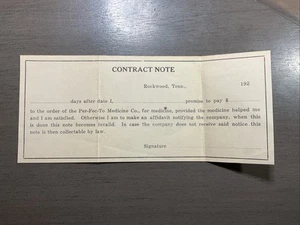 CONTRACT NOTE
Rockwood, Tenn., 192
days after date I, promise to pay $
to the order of the Per-Fec-To Medicine Co., for medicine, provided the medicine helped me
and I am satisfied. Otherwise I am to make an affidavit notifying the company, when this
is done this note becomes invalid. In case the company does not receive said notice this
note is then collectable by law.
Signature